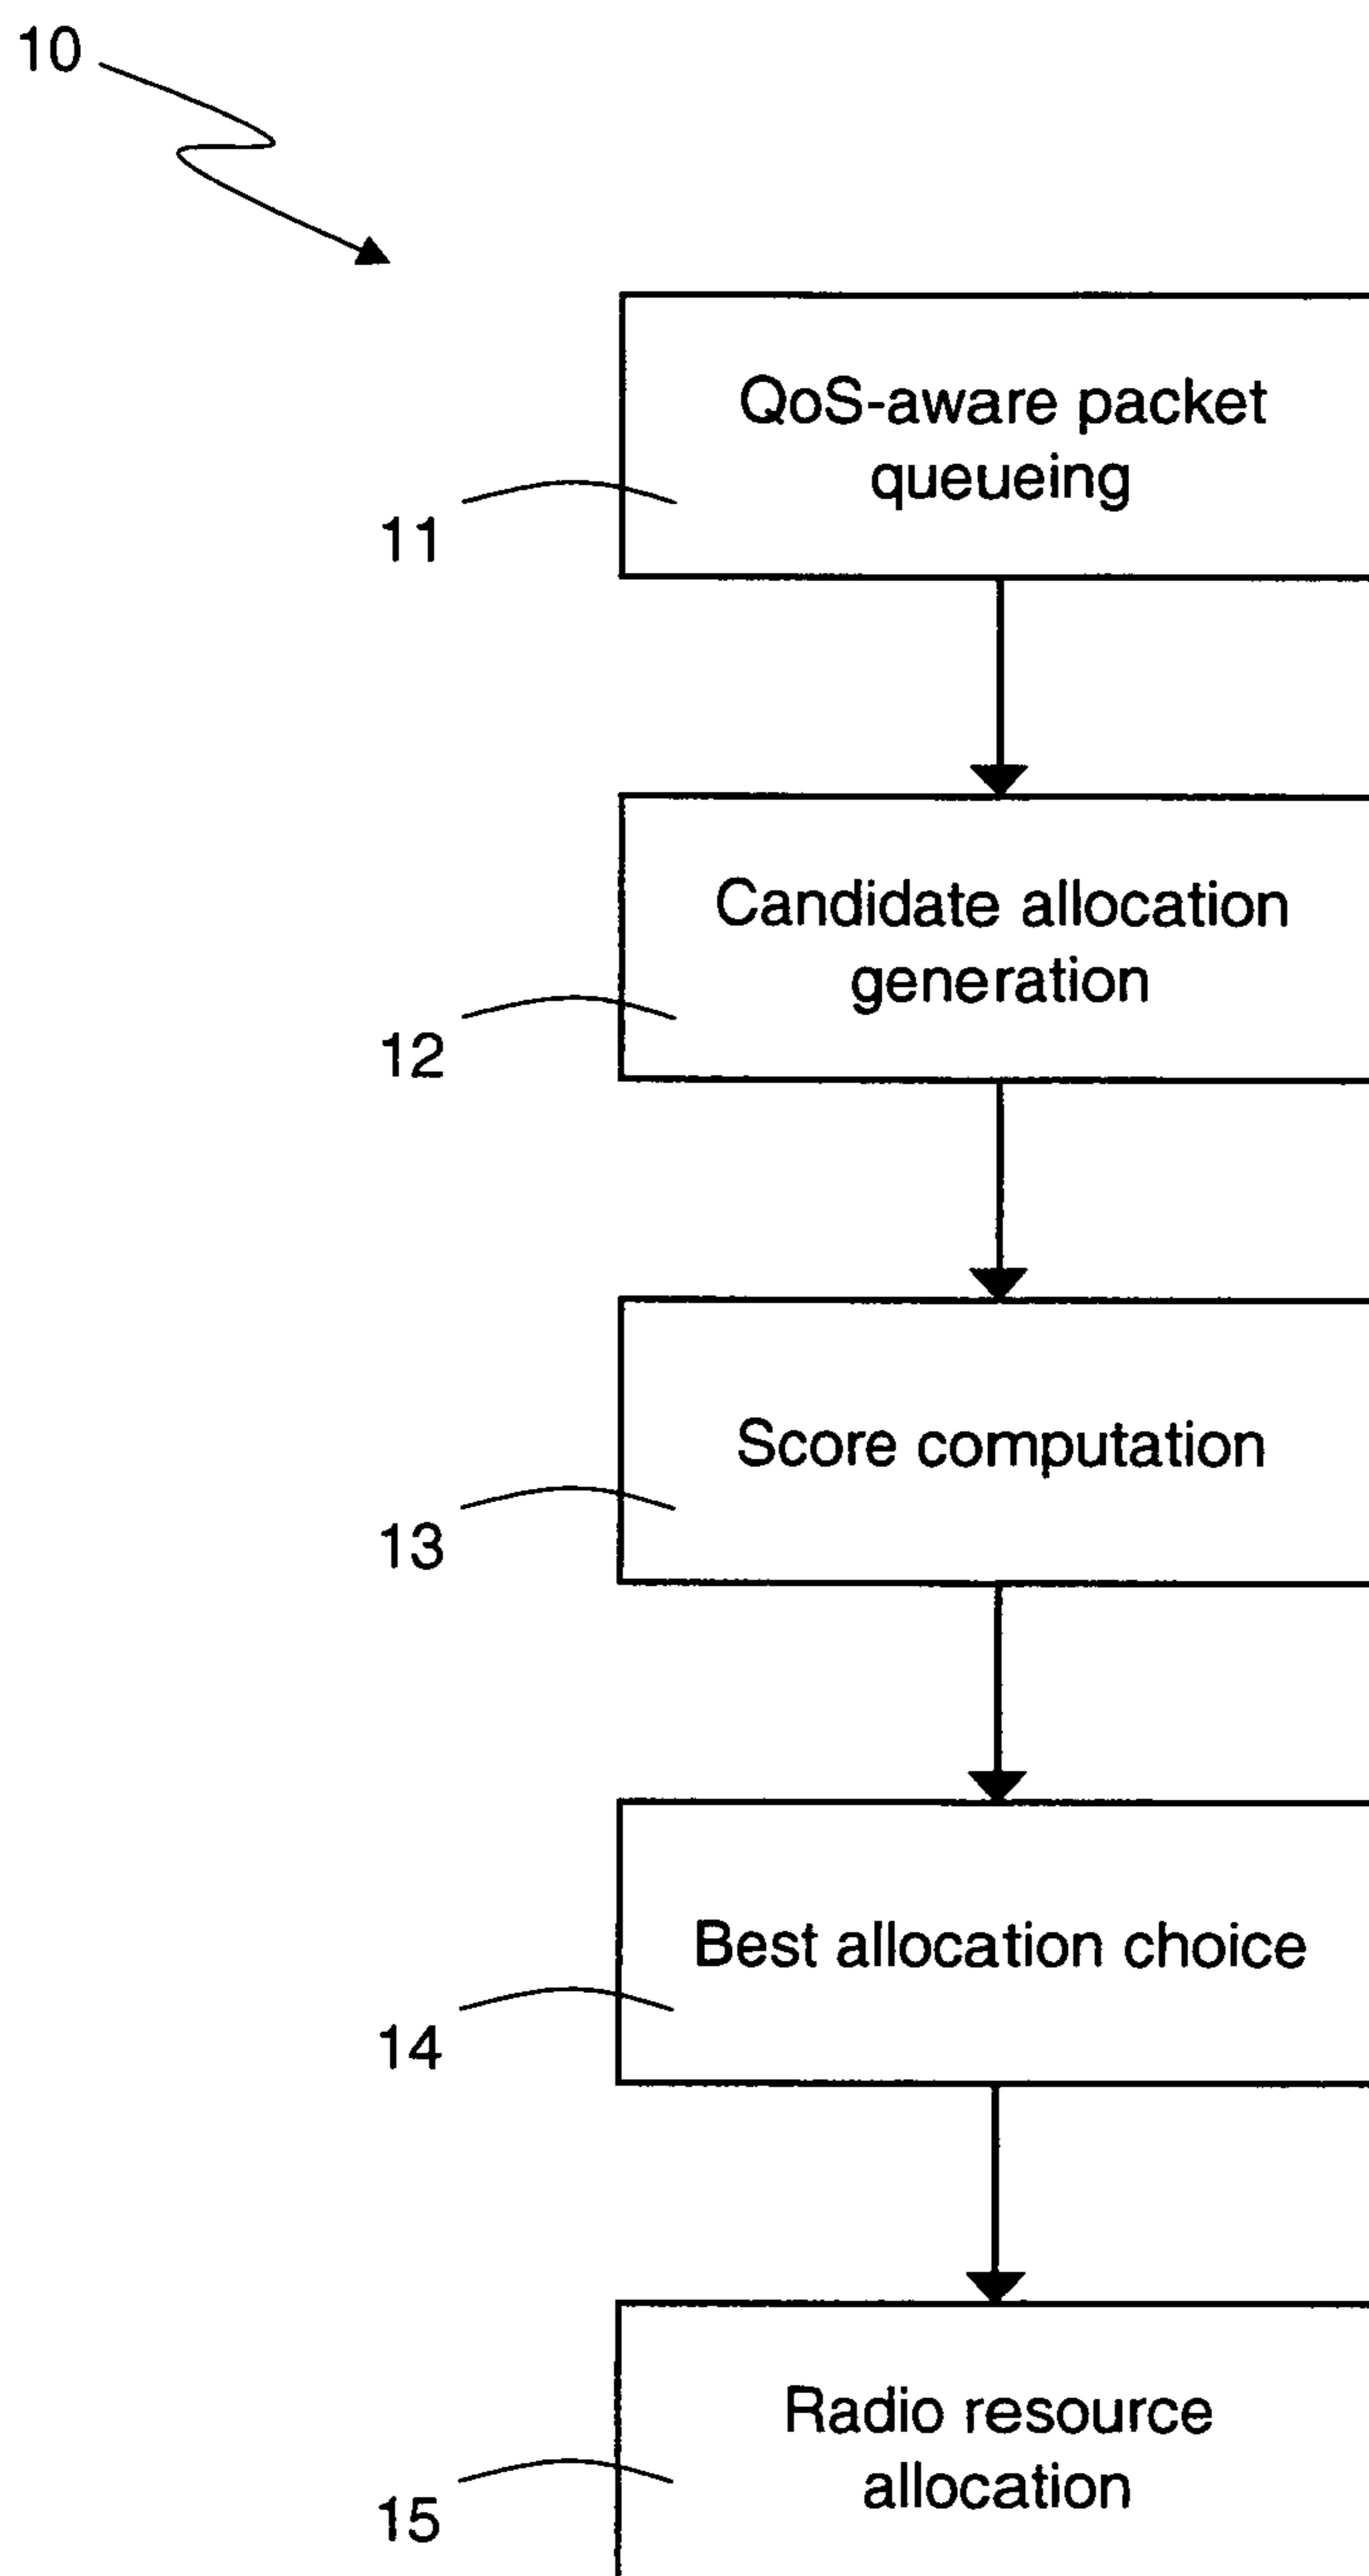 10
QoS-aware packet
queueing
11
Candidate allocation
generation
12
Score computation
13
Best allocation choice
14
Radio resource
allocation
15